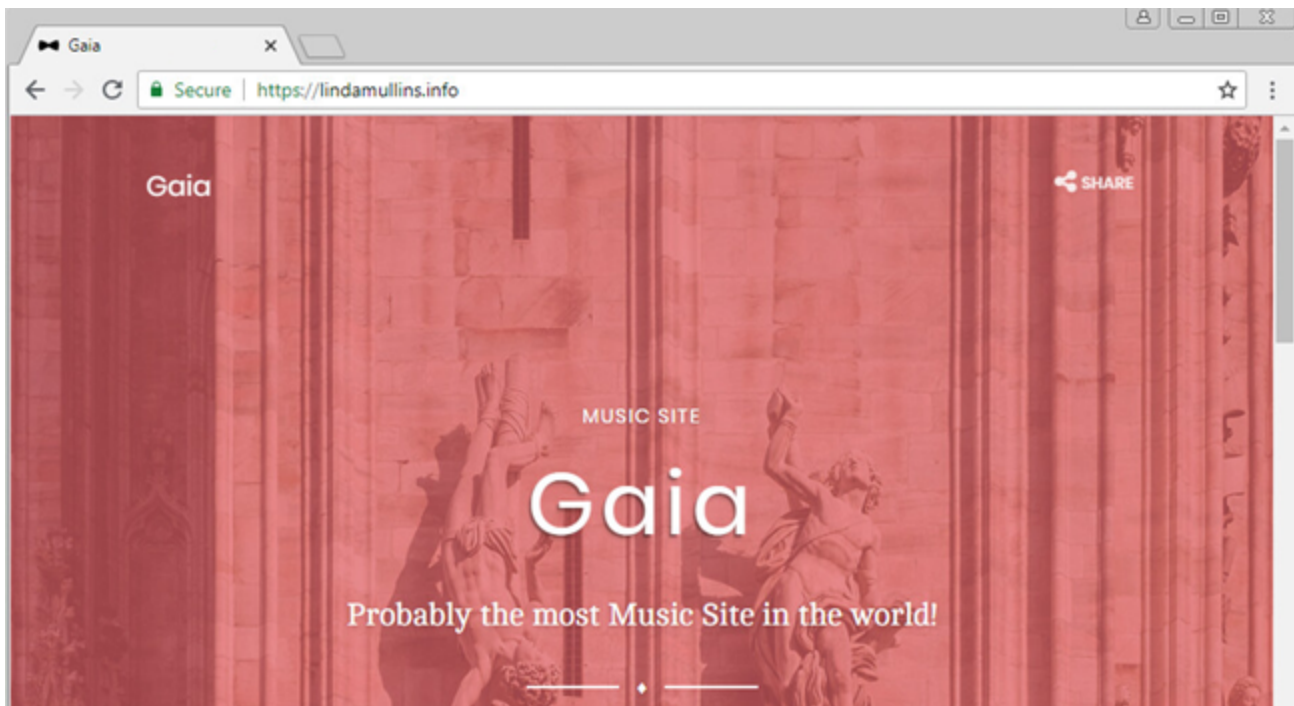 Gaia
Secure | https://lindamullins.info
Gaia
SHARE
MUSIC SITE
Gaia
Probably the most Music Site in the world!